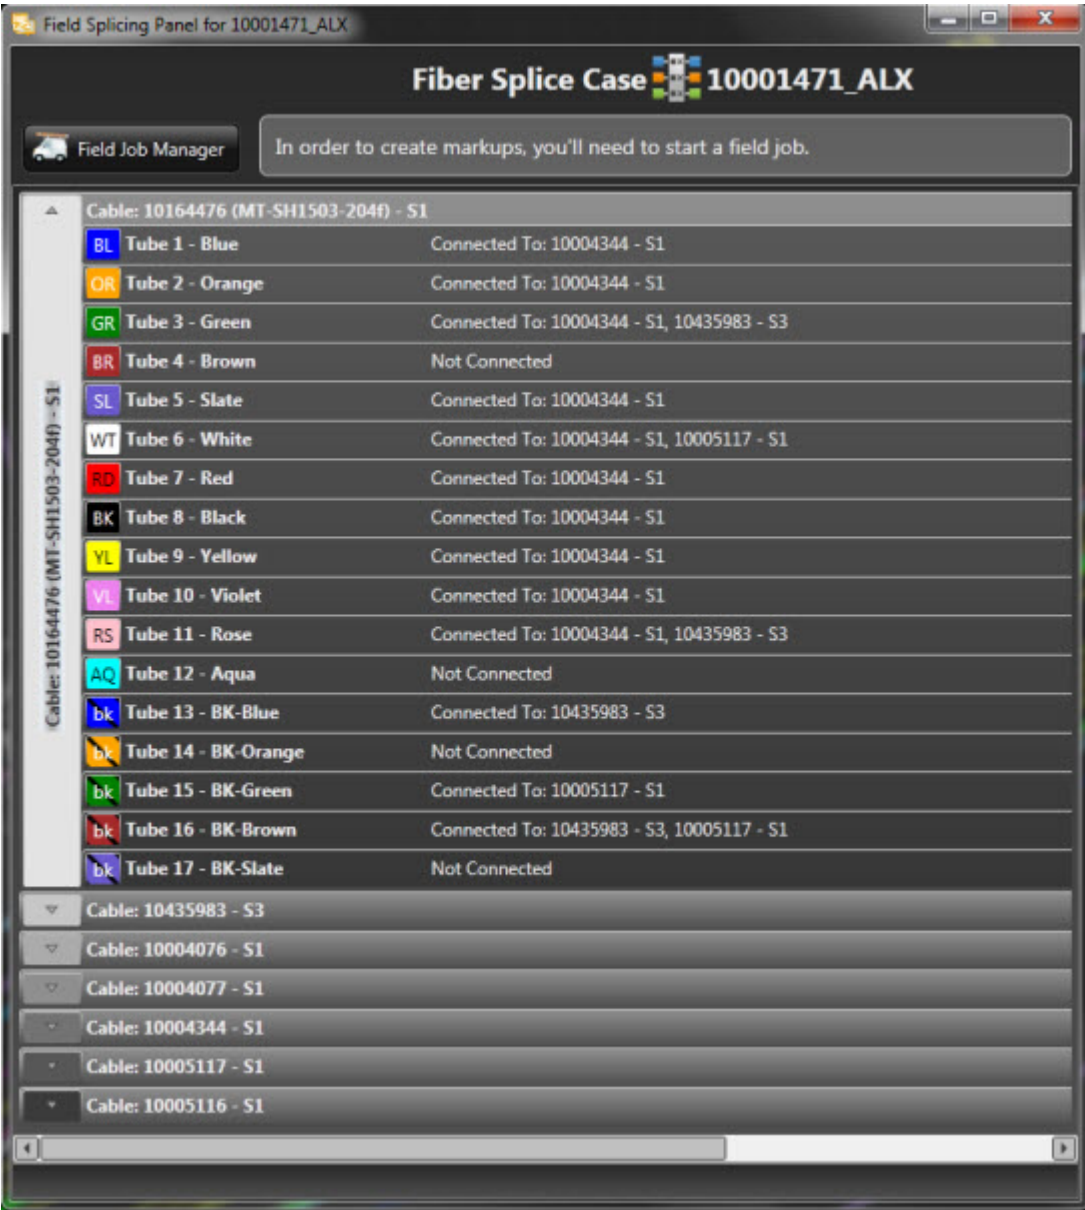 Field Splicing Panel for 10001471_ALX
Fiber Splice Case 10001471_ALX
Field Job Manager In order to create markups, you'll need to start a field job.
Cable: 10164476 (MT-SH1503-204f) - S1
Cable: 10164476 (MT-SH1503-204f) - S1
BL Tube 1 - Blue Connected To: 10004344 - S1
OR Tube 2 - Orange Connected To: 10004344 - S1
GR Tube 3 - Green Connected To: 10004344 - S1, 10435983 - S3
BR Tube 4 - Brown Not Connected
SL Tube 5 - Slate Connected To: 10004344 - S1
WT Tube 6 - White Connected To: 10004344 - S1, 10005117 - S1
RD Tube 7 - Red Connected To: 10004344 - S1
BK Tube 8 - Black Connected To: 10004344 - S1
YL Tube 9 - Yellow Connected To: 10004344 - S1
VL Tube 10 - Violet Connected To: 10004344 - S1
RS Tube 11 - Rose Connected To: 10004344 - S1, 10435983 - S3
AQ Tube 12 - Aqua Not Connected
bk Tube 13 - BK-Blue Connected To: 10435983 - S3
bk Tube 14 - BK-Orange Not Connected
bk Tube 15 - BK-Green Connected To: 10005117 - S1
bk Tube 16 - BK-Brown Connected To: 10435983 - S3, 10005117 - S1
bk Tube 17 - BK-Slate Not Connected
Cable: 10435983 - S3
Cable: 10004076 - S1
Cable: 10004077 - S1
Cable: 10004344 - S1
Cable: 10005117 - S1
Cable: 10005116 - S1